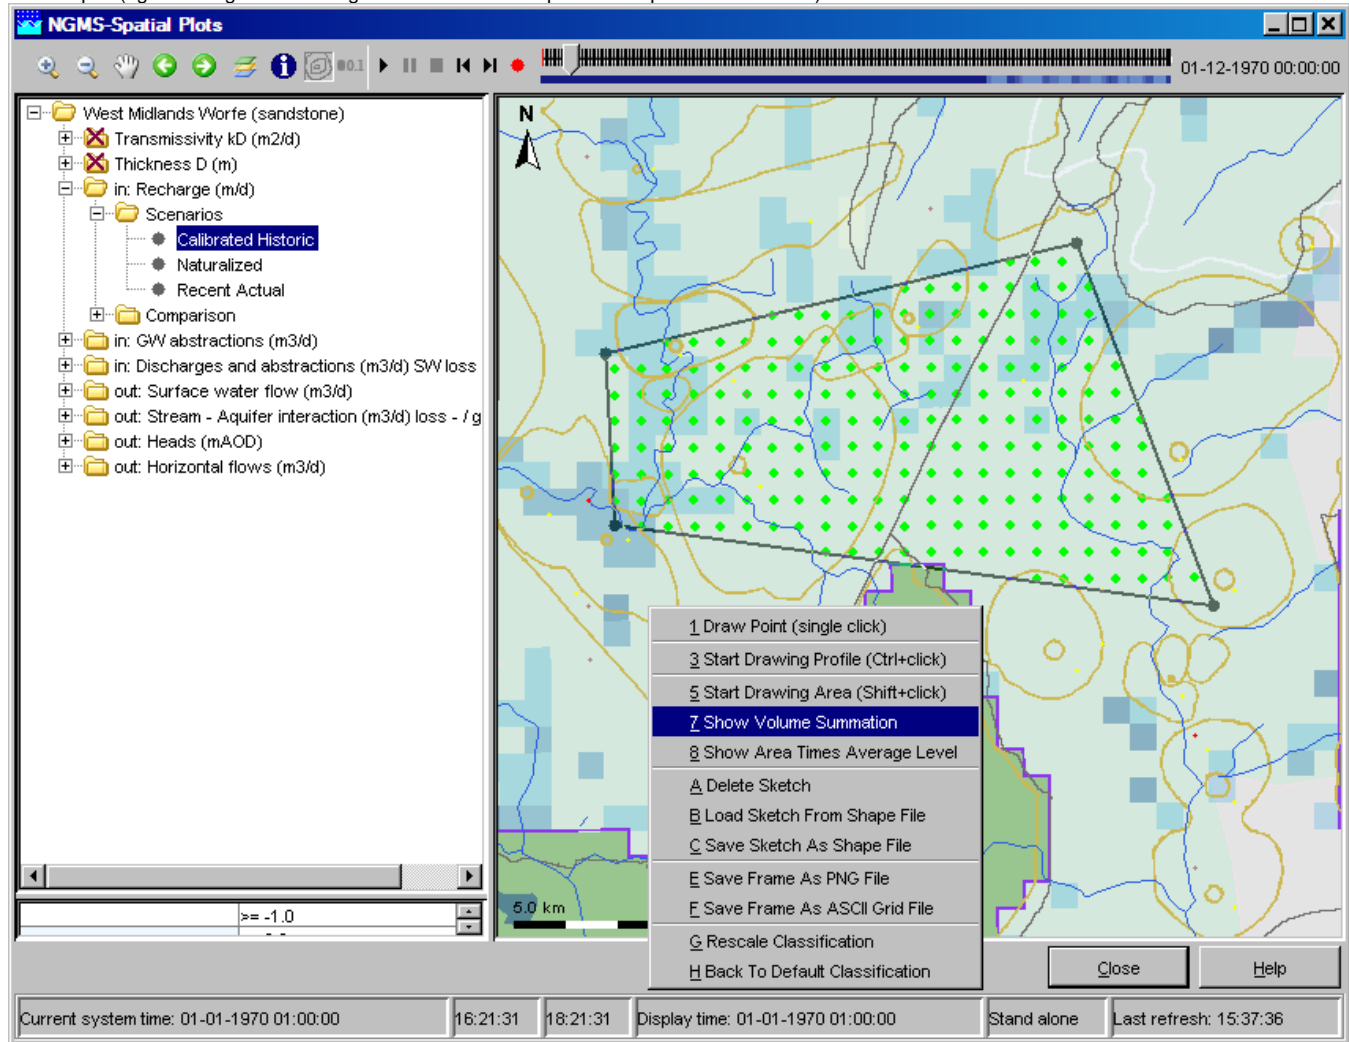 NGMS-Spatial Plots
0.1
01-12-1970 00:00:00
West Midlands Worfe (sandstone)
Transmissivity kD (m2/d)
Thickness D (m)
in: Recharge (m/d)
Scenarios
Calibrated Historic
Naturalized
Recent Actual
Comparison
in: GW abstractions (m3/d)
in: Discharges and abstractions (m3/d) SW loss
out: Surface water flow (m3/d)
out: Stream - Aquifer interaction (m3/d) loss - / g
out: Heads (mAOD)
out: Horizontal flows (m3/d)
>= -1.0
N
5.0 km
1 Draw Point (single click)
3 Start Drawing Profile (Ctrl+click)
5 Start Drawing Area (Shift+click)
7 Show Volume Summation
8 Show Area Times Average Level
A Delete Sketch
B Load Sketch From Shape File
C Save Sketch As Shape File
E Save Frame As PNG File
F Save Frame As ASCII Grid File
G Rescale Classification
H Back To Default Classification
Close
Help
Current system time: 01-01-1970 01:00:00
16:21:31
18:21:31
Display time: 01-01-1970 01:00:00
Stand alone
Last refresh: 15:37:36